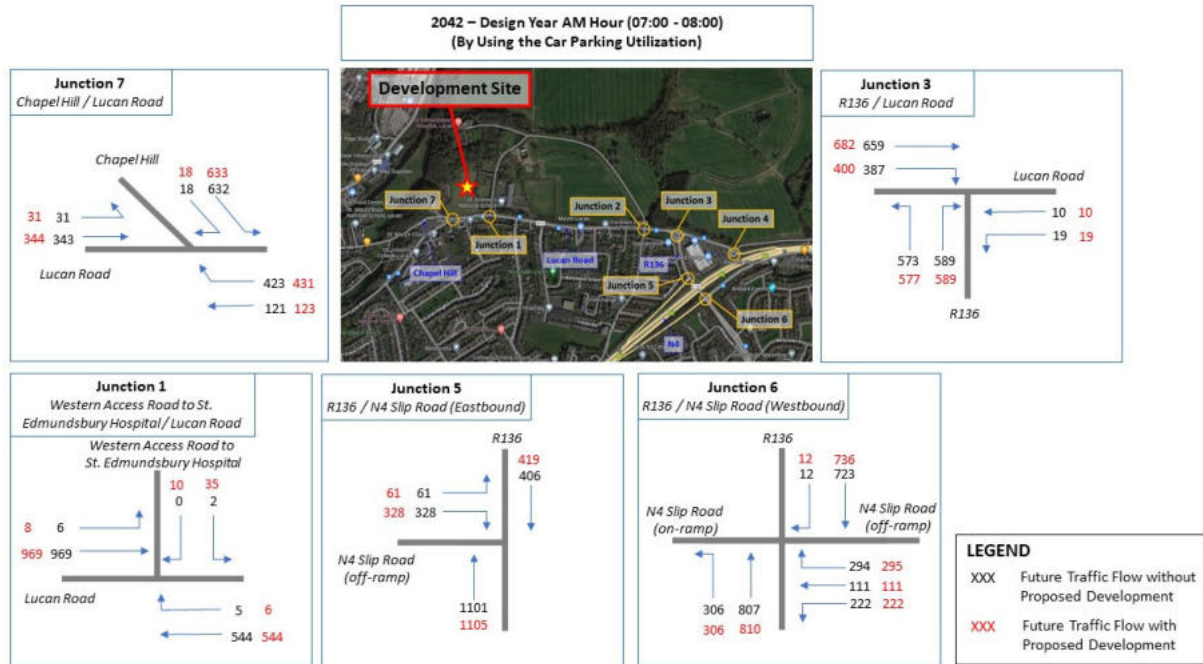 2042 – Design Year AM Hour (07:00 - 08:00)
(By Using the Car Parking Utilization)
Junction 7
Chapel Hill / Lucan Road
Chapel Hill
18 633
18 632
31 31
344 343
Lucan Road
423 431
121 123
Development Site
Junction 7
Junction 1
Junction 2
Junction 3
Junction 4
Chapel Hill
Lucan Road
R136
Junction 5
Junction 6
N4
Junction 3
R136 / Lucan Road
682 659
400 387
Lucan Road
10 10
19 19
573 589
577 589
R136
Junction 1
Western Access Road to St.
Edmundsbury Hospital / Lucan Road
Western Access Road to
St. Edmundsbury Hospital
10 35
0 2
8 6
969 969
Lucan Road
5 6
544 544
Junction 5
R136 / N4 Slip Road (Eastbound)
R136
419
406
61 61
328 328
N4 Slip Road
(off-ramp)
1101
1105
Junction 6
R136 / N4 Slip Road (Westbound)
R136
12 736
12 723
N4 Slip Road
(on-ramp)
N4 Slip Road
(off-ramp)
294 295
111 111
222 222
306 807
306 810
LEGEND
XXX Future Traffic Flow without
Proposed Development
XXX Future Traffic Flow with
Proposed Development